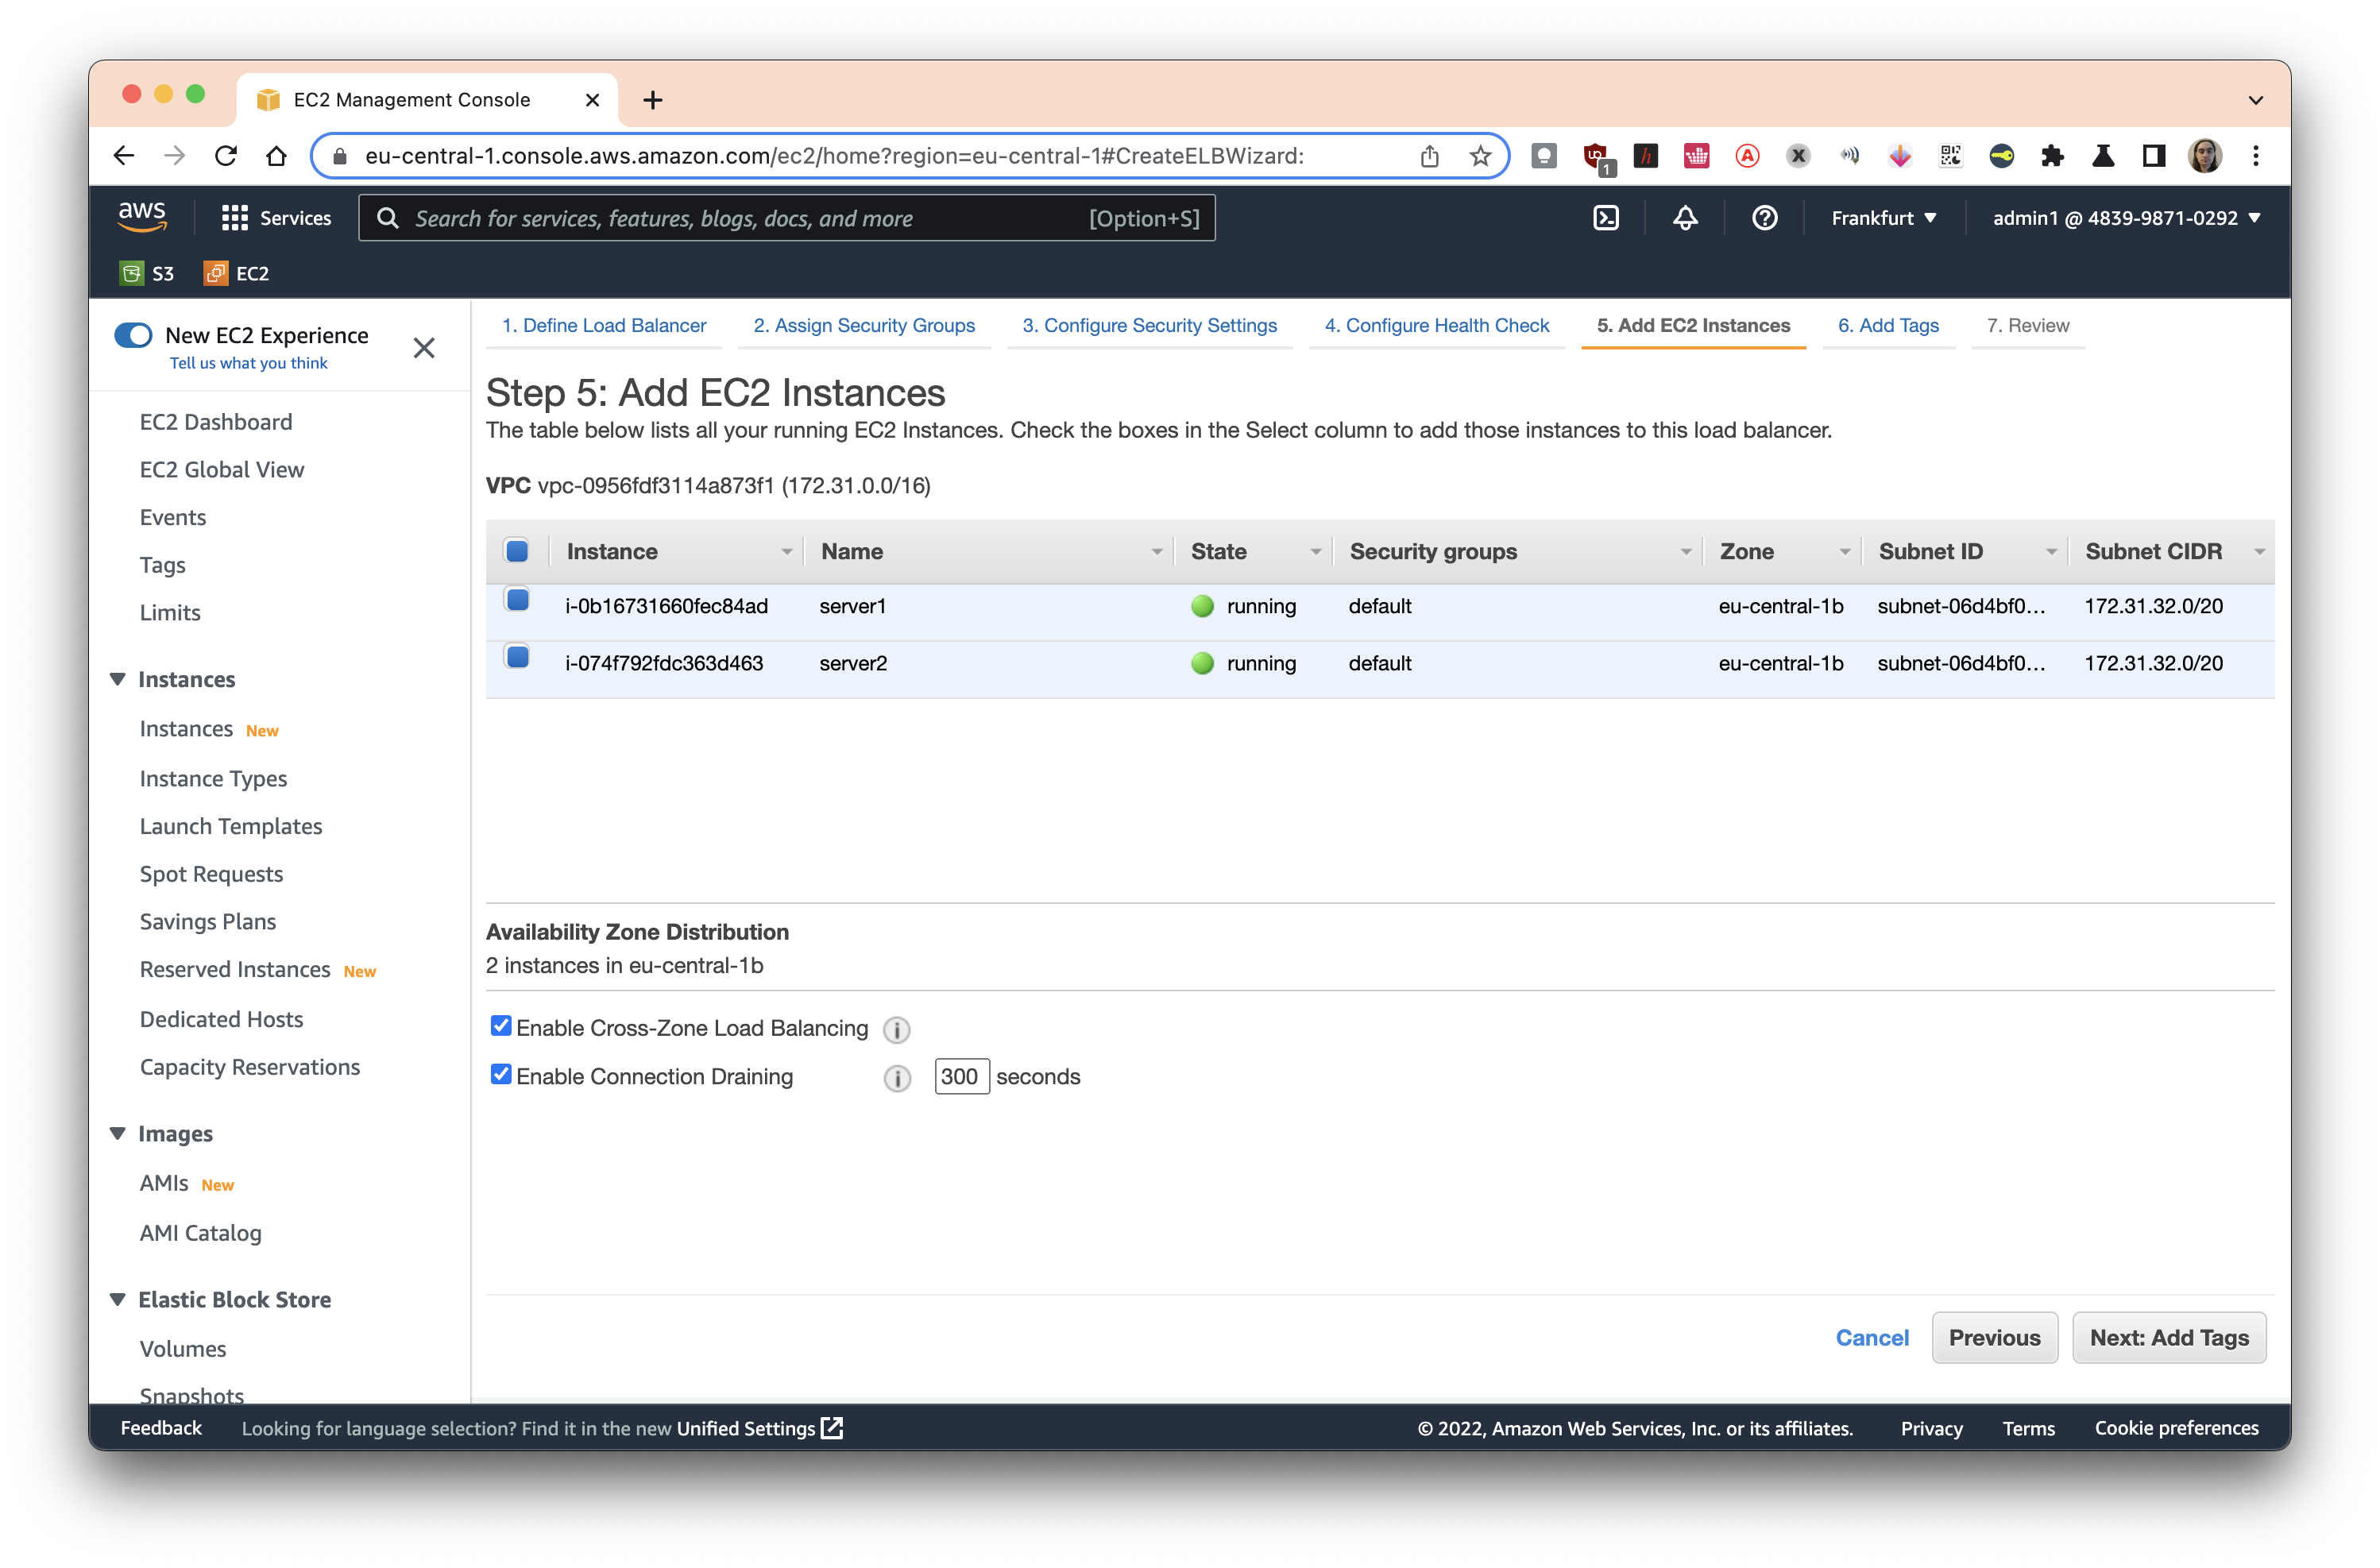 EC2 Management Console
eu-central-1.console.aws.amazon.com/ec2/home?region=eu-central-1#CreateELBWizard:
1
aws
Services
Search for services, features, blogs, docs, and more
[Option+S]
Frankfurt
admin1 @ 4839-9871-0292
S3
EC2
New EC2 Experience
Tell us what you think
EC2 Dashboard
EC2 Global View
Events
Tags
Limits
Instances
Instances New
Instance Types
Launch Templates
Spot Requests
Savings Plans
Reserved Instances New
Dedicated Hosts
Capacity Reservations
Images
AMIs New
AMI Catalog
Elastic Block Store
Volumes
Snapshots
1. Define Load Balancer
2. Assign Security Groups
3. Configure Security Settings
4. Configure Health Check
5. Add EC2 Instances
6. Add Tags
7. Review
Step 5: Add EC2 Instances
The table below lists all your running EC2 Instances. Check the boxes in the Select column to add those instances to this load balancer.
VPC vpc-0956fdf3114a873f1 (172.31.0.0/16)
Instance Name State Security groups Zone Subnet ID Subnet CIDR
i-0b16731660fec84ad server1 running default eu-central-1b subnet-06d4bf0... 172.31.32.0/20
i-074f792fdc363d463 server2 running default eu-central-1b subnet-06d4bf0... 172.31.32.0/20
Availability Zone Distribution
2 instances in eu-central-1b
Enable Cross-Zone Load Balancing
Enable Connection Draining 300 seconds
Cancel
Previous
Next: Add Tags
Feedback
Looking for language selection? Find it in the new Unified Settings
© 2022, Amazon Web Services, Inc. or its affiliates.
Privacy
Terms
Cookie preferences